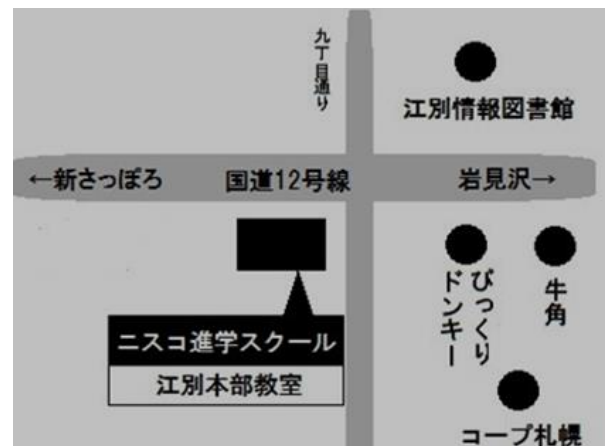 九丁目通り
江別情報図書館
←新さっぽろ
国道12号線
岩見沢→
びっくり
ドンキー
牛角
ニスコ進学スクール
江別本部教室
コープ札幌